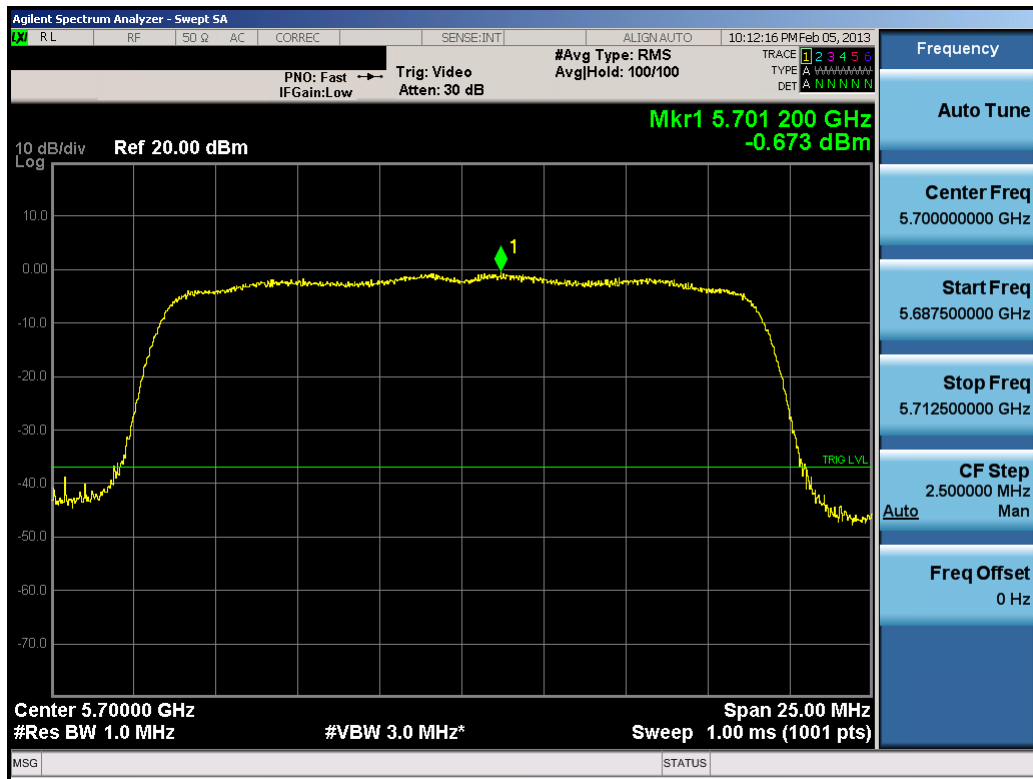 Agilent Spectrum Analyzer - Swept SA
LXI RL RF 50 Ω AC CORREC SENSE:INT ALIGN AUTO 10:12:16 PM Feb 05, 2013
#Avg Type: RMS TRACE 1 2 3 4 5 6
PNO: Fast Trig: Video Avg|Hold: 100/100 TYPE A WWWWW
IFGain:Low Atten: 30 dB DET A N N N N N
Mkr1 5.701 200 GHz
-0.673 dBm
10 dB/div Ref 20.00 dBm
Log
1
10.0
0.00
-10.0
-20.0
-30.0
TRIG LVL
-40.0
-50.0
-60.0
-70.0
Center 5.70000 GHz Span 25.00 MHz
#Res BW 1.0 MHz #VBW 3.0 MHz* Sweep 1.00 ms (1001 pts)
MSG STATUS
Frequency
Auto Tune
Center Freq
5.700000000 GHz
Start Freq
5.687500000 GHz
Stop Freq
5.712500000 GHz
CF Step
2.500000 MHz
Auto Man
Freq Offset
0 Hz